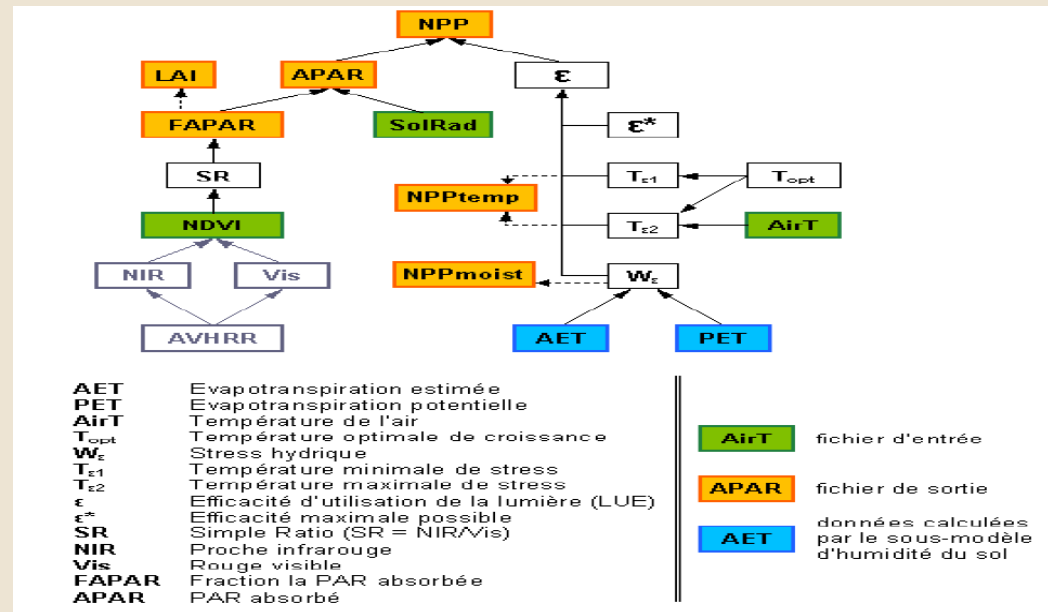 NPP
LAI
APAR
ε
FAPAR
SolRad
ε*
SR
Tε1
Topt
NPPtemp
NDVI
Tε2
AirT
NIR
Vis
NPPmoist
Wε
AVHRR
AET
PET
AET Evapotranspiration estimée
PET Evapotranspiration potentielle
AirT Température de l'air
Topt Température optimale de croissance
Wε Stress hydrique
Tε1 Température minimale de stress
Tε2 Température maximale de stress
ε Efficacité d'utilisation de la lumière (LUE)
ε* Efficacité maximale possible
SR Simple Ratio (SR = NIR/Vis)
NIR Proche infrarouge
Vis Rouge visible
FAPAR Fraction la PAR absorbée
APAR PAR absorbé
AirT fichier d'entrée
APAR fichier de sortie
AET données calculées
par le sous-modèle
d'humidité du sol